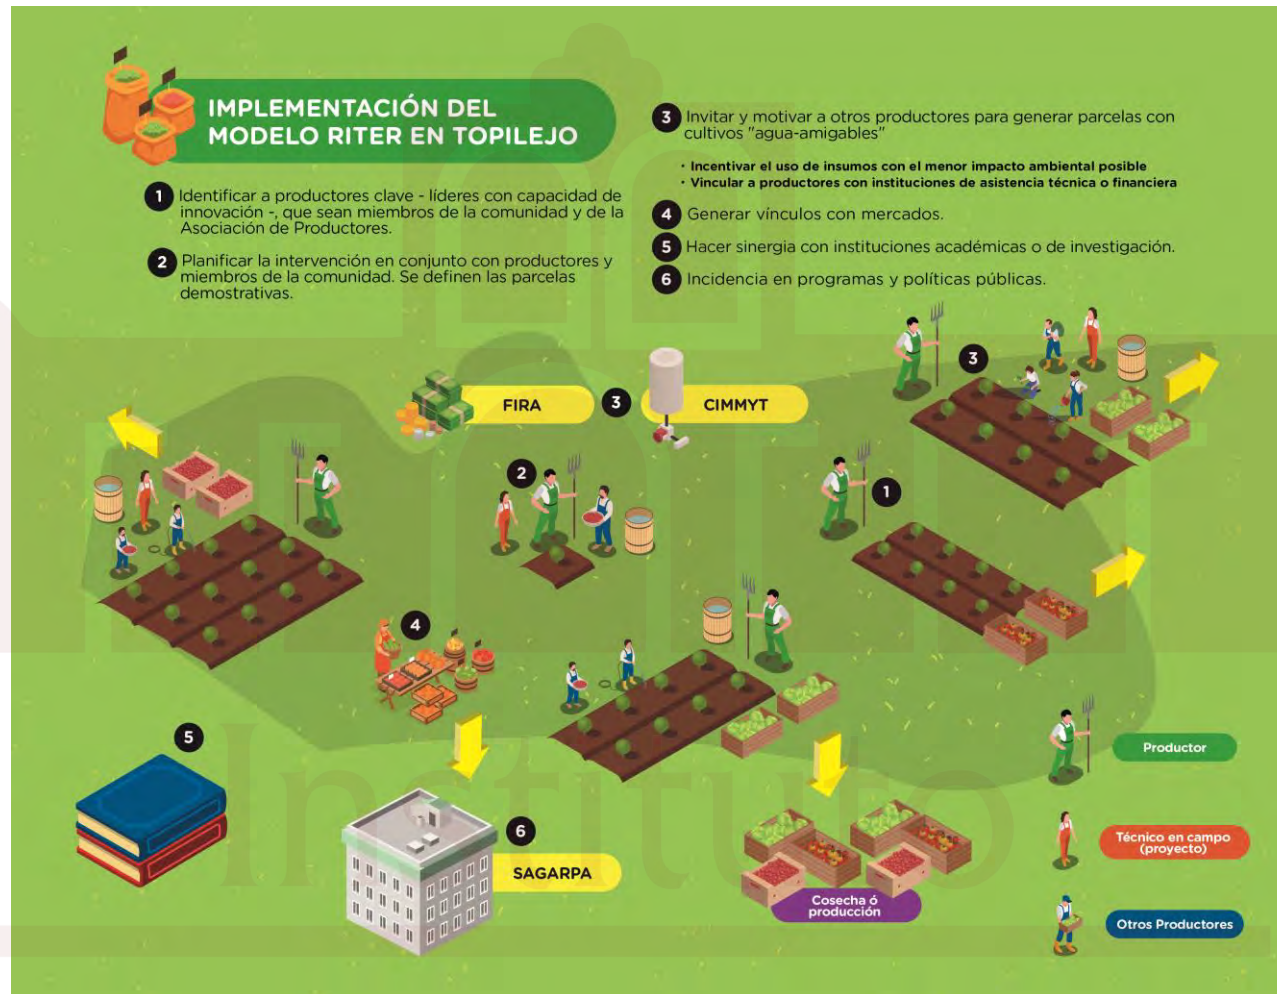 IMPLEMENTACIÓN DEL
MODELO RITER EN TOPILEJO
1 Identificar a productores clave - líderes con capacidad de
innovación -, que sean miembros de la comunidad y de la
Asociación de Productores.
2 Planificar la intervención en conjunto con productores y
miembros de la comunidad. Se definen las parcelas
demostrativas.
3 Invitar y motivar a otros productores para generar parcelas con
cultivos "agua-amigables"
· Incentivar el uso de insumos con el menor impacto ambiental posible
· Vincular a productores con instituciones de asistencia técnica o financiera
4 Generar vínculos con mercados.
5 Hacer sinergia con instituciones académicas o de investigación.
6 Incidencia en programas y políticas públicas.
3
FIRA
3
CIMMYT
2
1
4
5
6
SAGARPA
Cosecha ó
producción
Productor
Técnico en campo
(proyecto)
Otros Productores
Instituto